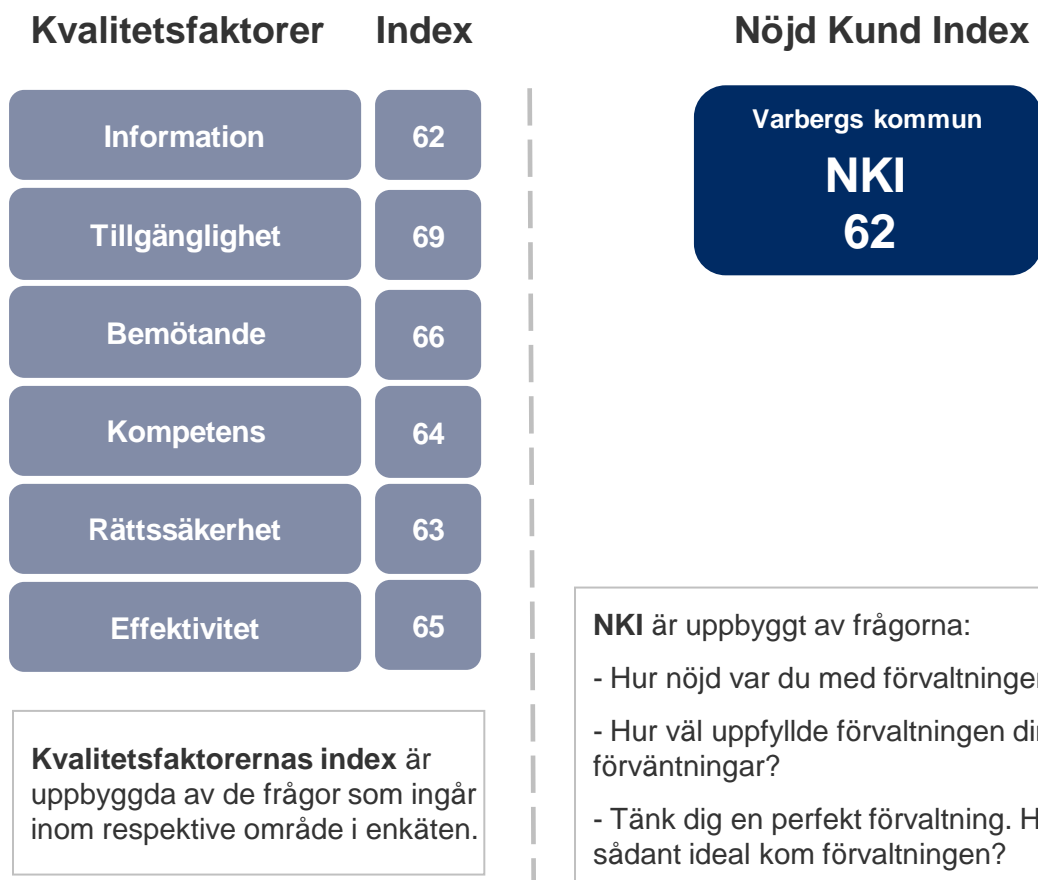 Kvalitetsfaktorer Index
Information 62
Tillgänglighet 69
Bemötande 66
Kompetens 64
Rättssäkerhet 63
Effektivitet 65
Kvalitetsfaktorernas index är
uppbyggda av de frågor som ingår
inom respektive område i enkäten.
Nöjd Kund Index
Varbergs kommun
NKI
62
NKI är uppbyggt av frågorna:
- Hur nöjd var du med
- Hur väl uppfyllde förvaltningen
förväntningar?
- Tänk dig en perfekt förvaltning.
sådant ideal kom förvaltningen?